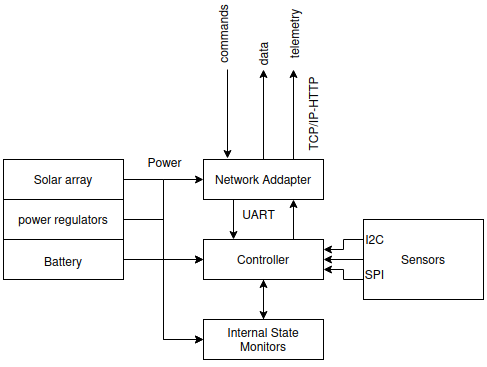 commands
data
telemetry
TCP/IP-HTTP
Power
Solar array
Network Addapter
power regulators
UART
Battery
Controller
I2C
Sensors
SPI
Internal State
Monitors